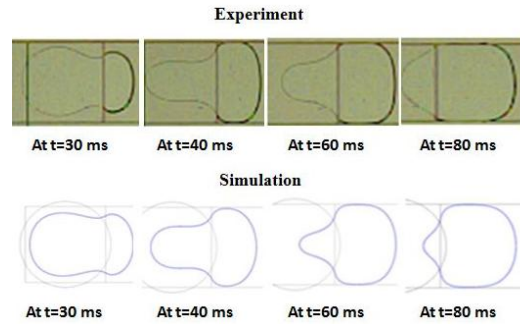 Experiment
At t=30 ms At t=40 ms At t=60 ms At t=80 ms
Simulation
At t=30 ms At t=40 ms At t=60 ms At t=80 ms